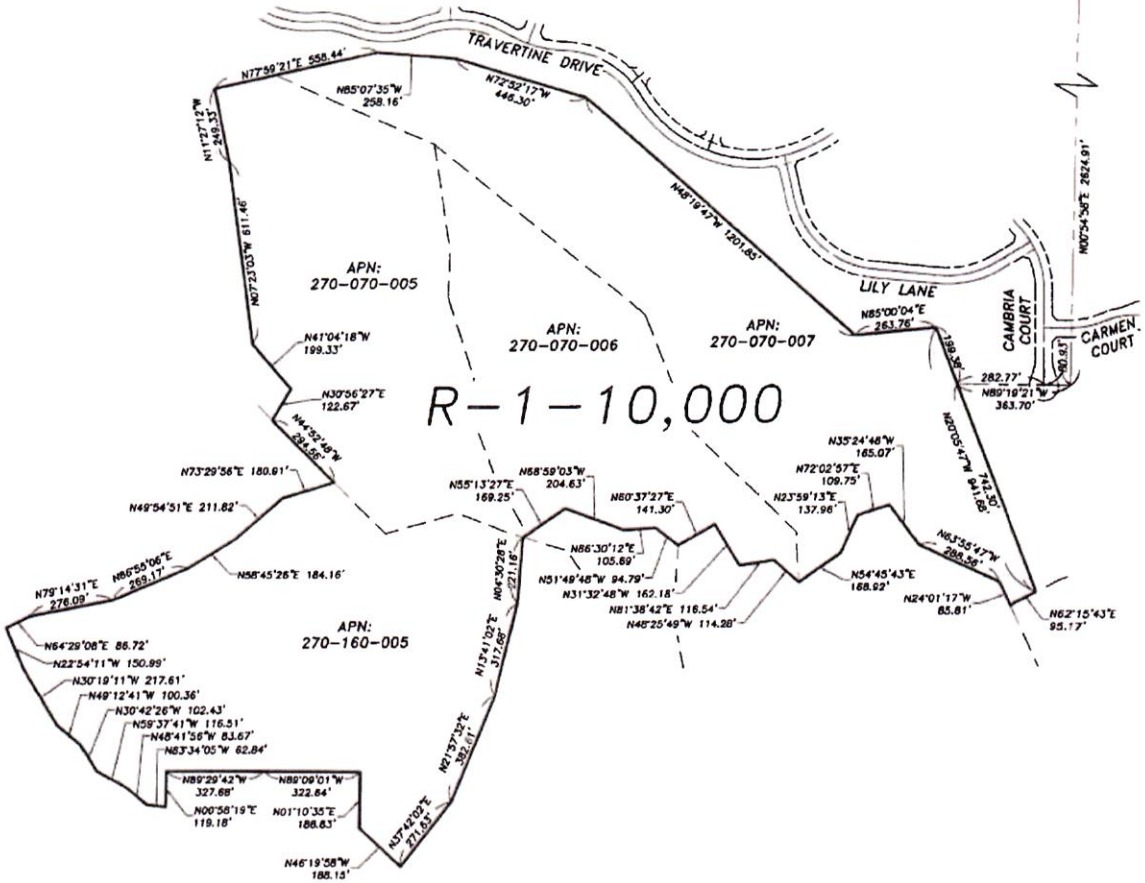 TRAVERTINE DRIVE
N77°59'21"E 558.44'
N85°07'35"W
258.16'
N72°52'17"W
446.30'
N11°27'12"W
249.33'
N48°19'47"W 1201.85'
N00°54'58"E 2624.91'
N07°23'03"W 611.46'
APN:
270-070-005
LILY LANE
N85°00'04"E
263.76'
CAMBRIA
COURT
CARMEN
COURT
80.93'
APN:
270-070-006
APN:
270-070-007
199.38'
282.77'
N89°19'21"W
363.70'
N41°04'18"W
199.33'
N30°56'27"E
122.67'
R-1-10,000
N44°52'48"W
294.56'
N20°05'47"W 941.68'
742.30'
N35°24'48"W
165.07'
N73°29'56"E 180.91'
N68°59'03"W
204.63'
N72°02'57"E
109.75'
N55°13'27"E
169.25'
N60°37'27"E
141.30'
N23°59'13"E
137.96'
N49°54'51"E 211.82'
N63°55'47"W
288.56'
N86°30'12"E
105.69'
N04°30'28"E
221.16'
N51°49'48"W 94.79'
N31°32'48"W 162.18'
N54°45'43"E
168.92'
N66°55'06"E
269.17'
N58°45'26"E 184.16'
N81°38'42"E 116.54'
N24°01'17"W
85.81'
N79°14'31"E
276.09'
N48°25'49"W 114.28'
N62°15'43"E
95.17'
APN:
270-160-005
N64°29'08"E 86.72'
N13°41'02"E
317.68'
N22°54'11"W 150.99'
N30°19'11"W 217.61'
N49°12'41"W 100.36'
N30°42'26"W 102.43'
N59°37'41"W 116.51'
N48°41'56"W 83.67'
N83°34'05"W 62.84'
N21°57'32"E
382.61'
N89°29'42"W
327.68'
N89°09'01"W
322.64'
N00°58'19"E
119.18'
N01°10'35"E
186.83'
N37°42'02"E
271.63'
N46°19'58"W
188.15'